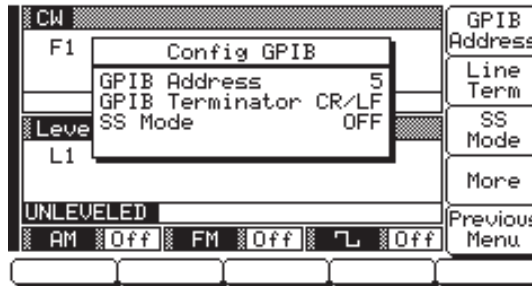 CW
F1
Config GPIB
GPIB Address 5
GPIB Terminator CR/LF
SS Mode OFF
Leve
L1
UNLEVELED
AM Off FM Off Off
GPIB
Address
Line
Term
SS
Mode
More
Previous
Menu